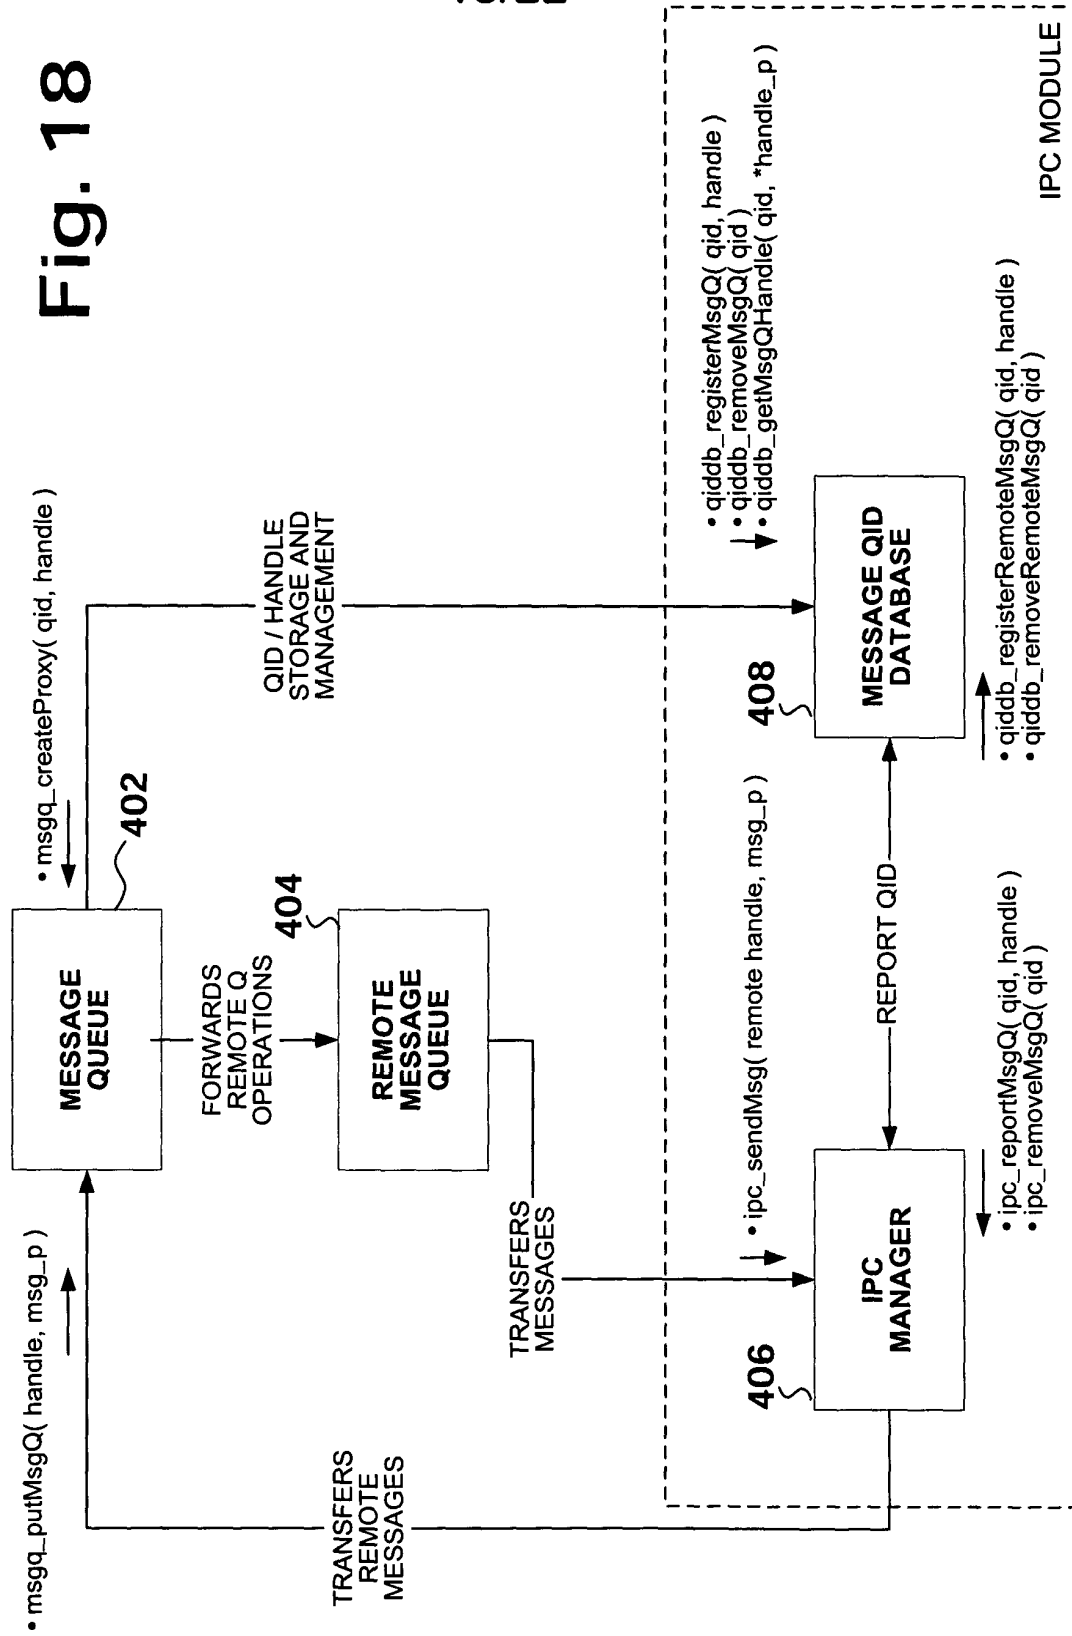 Fig. 18
• msgq_putMsgQ( handle, msg_p )
• msgq_createProxy( qid, handle )
MESSAGE
QUEUE
402
FORWARDS
REMOTE Q
OPERATIONS
404
REMOTE
MESSAGE
QUEUE
QID / HANDLE
STORAGE AND
MANAGEMENT
TRANSFERS
REMOTE
MESSAGES
TRANSFERS
MESSAGES
• ipc_sendMsg( remote handle, msg_p )
• qiddb_registerMsgQ( qid, handle )
• qiddb_removeMsgQ( qid )
• qiddb_getMsgQHandle( qid, *handle_p )
406
IPC
MANAGER
REPORT QID
408
MESSAGE QID
DATABASE
• ipc_reportMsgQ( qid, handle )
• ipc_removeMsgQ( qid )
• qiddb_registerRemoteMsgQ( qid, handle )
• qiddb_removeRemoteMsgQ( qid )
IPC MODULE